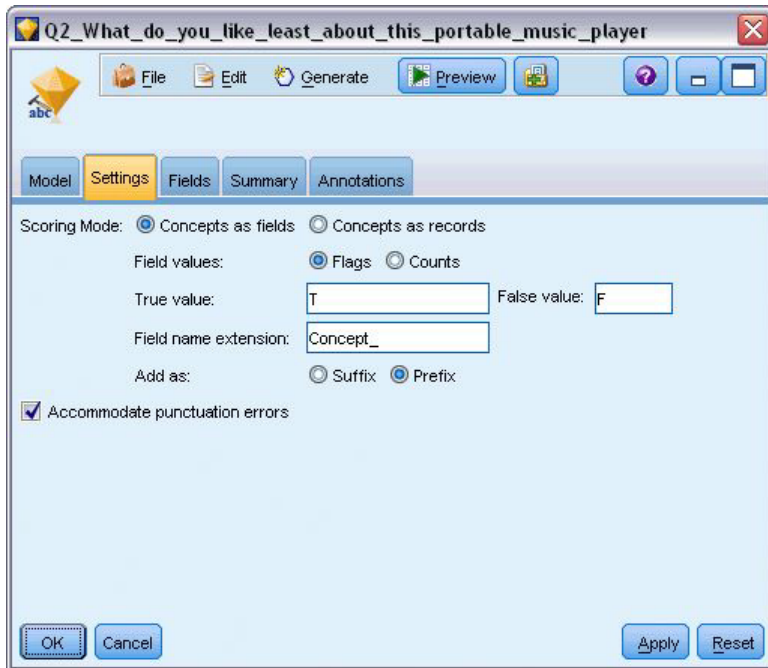 Q2_What_do_you_like_least_about_this_portable_music_player
abc
File Edit Generate Preview
Model Settings Fields Summary Annotations
Scoring Mode: Concepts as fields Concepts as records
Field values: Flags Counts
True value: T False value: F
Field name extension: Concept_
Add as: Suffix Prefix
Accommodate punctuation errors
OK Cancel Apply Reset